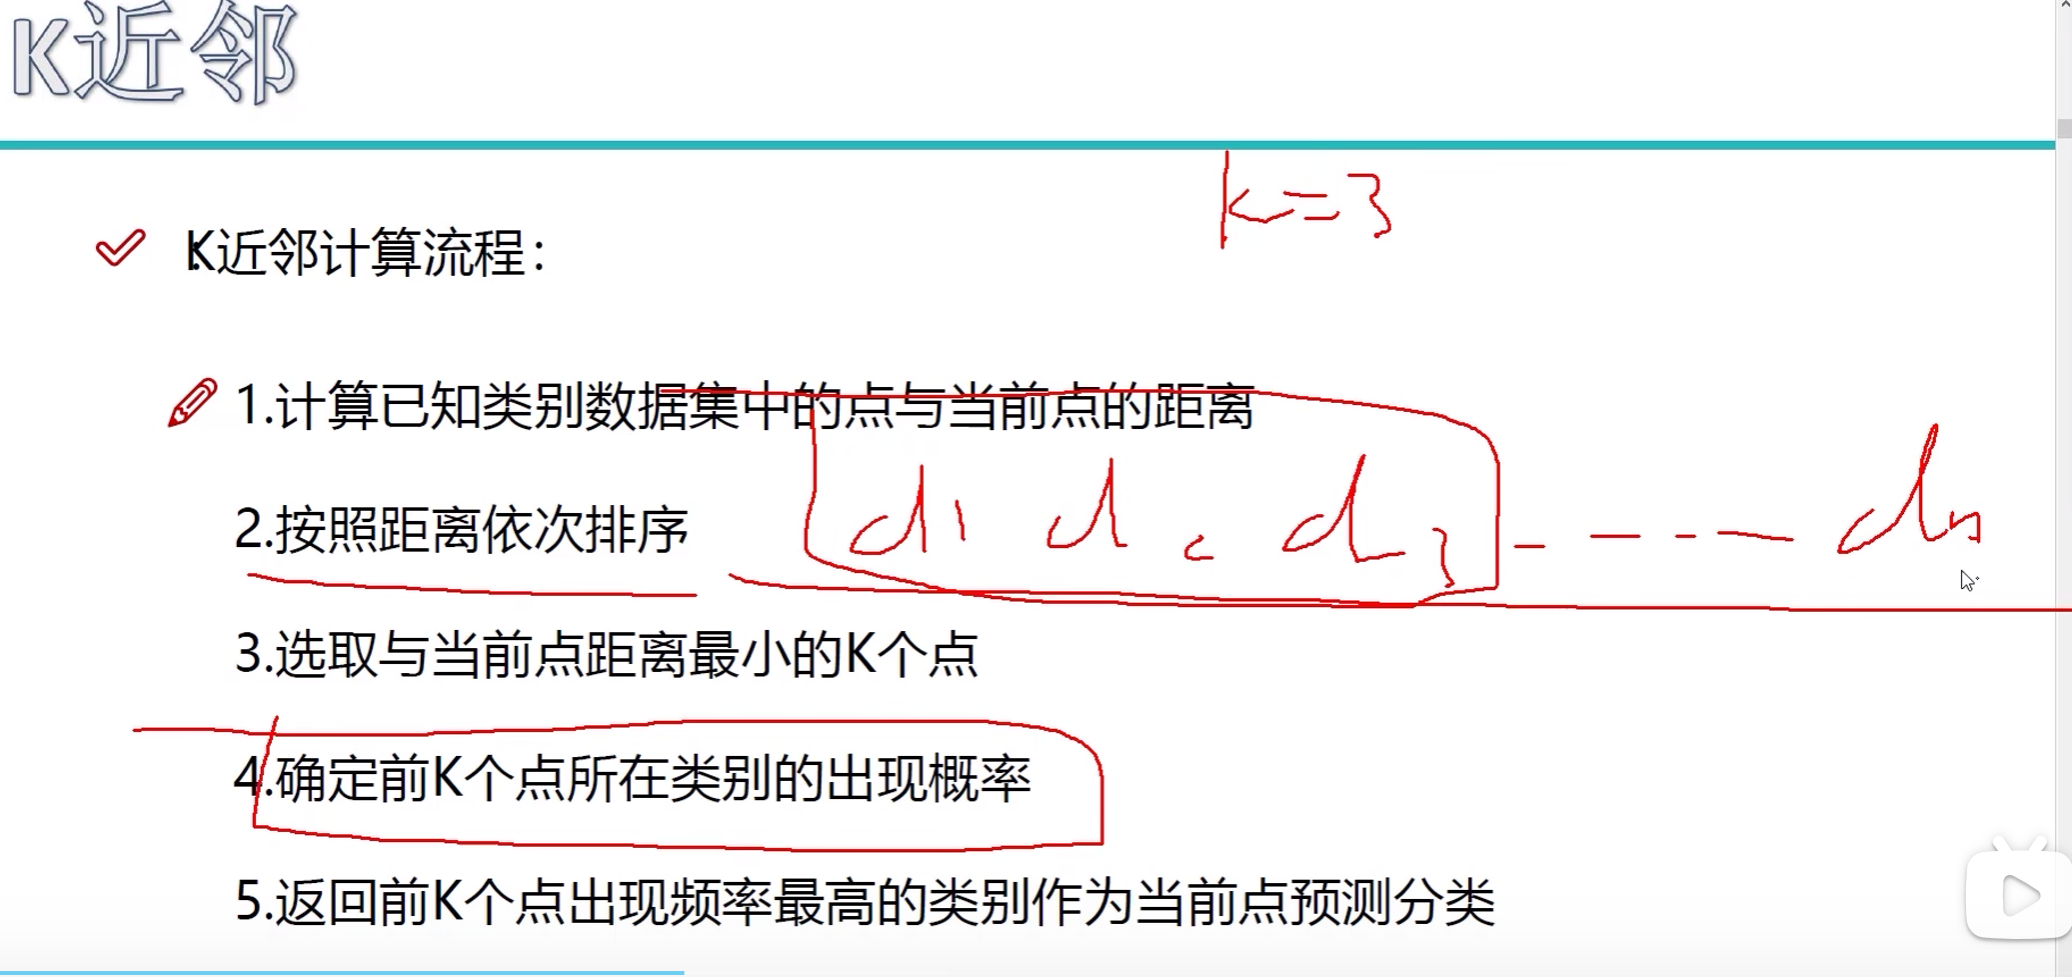 K近邻
k=3
K近邻计算流程：
1.计算已知类别数据集中的点与当前点的距离
2.按照距离依次排序 d1 d2 d3 dn
3.选取与当前点距离最小的K个点
4.确定前K个点所在类别的出现概率
5.返回前K个点出现频率最高的类别作为当前点预测分类